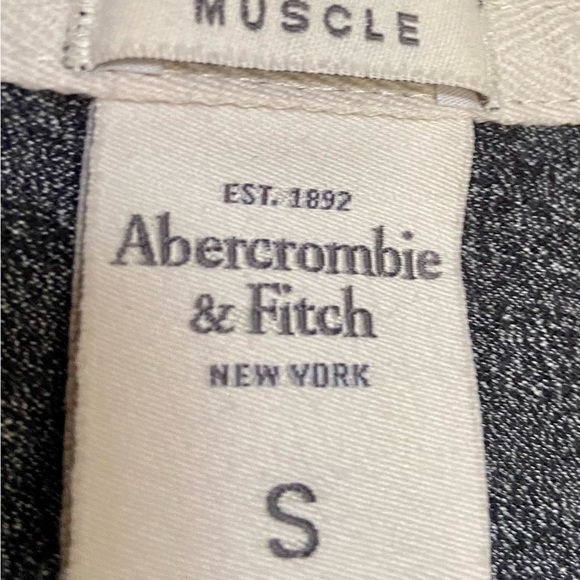 MUSCLE
EST. 1892
Abercrombie
& Fitch
NEW YORK
S